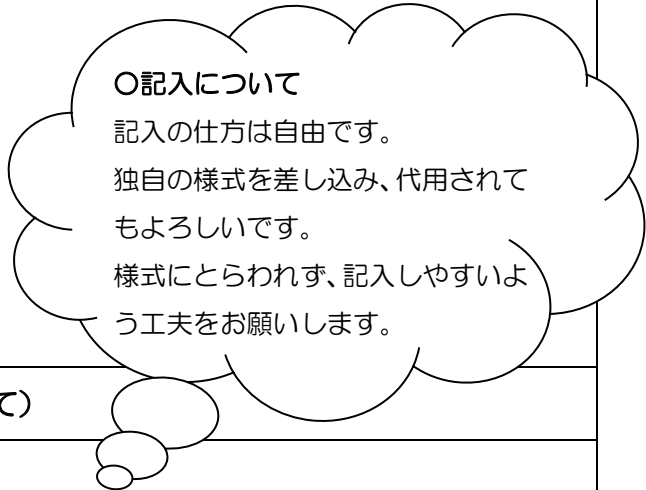 〇記入について
記入の仕方は自由です。
独自の様式を差し込み、代用されて
もよろしいです。
様式にとらわれず、記入しやすいよ
う工夫をお願いします。
て）